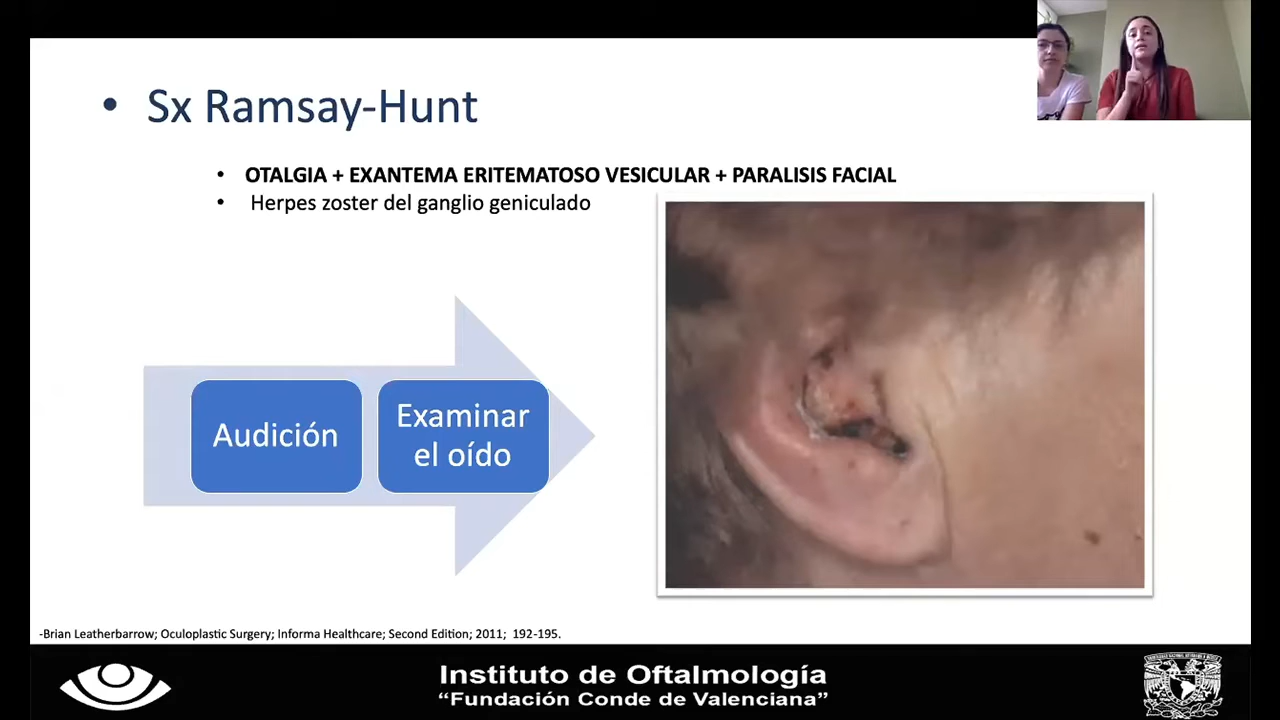 • Sx Ramsay-Hunt
• OTALGIA + EXANTEMA ERITEMATOSO VESICULAR + PARALISIS FACIAL
• Herpes zoster del ganglio geniculado
Audición
Examinar
el oído
-Brian Leatherbarrow; Oculoplastic Surgery; Informa Healthcare; Second Edition; 2011; 192-195.
Instituto de Oftalmología
“Fundación Conde de Valenciana”